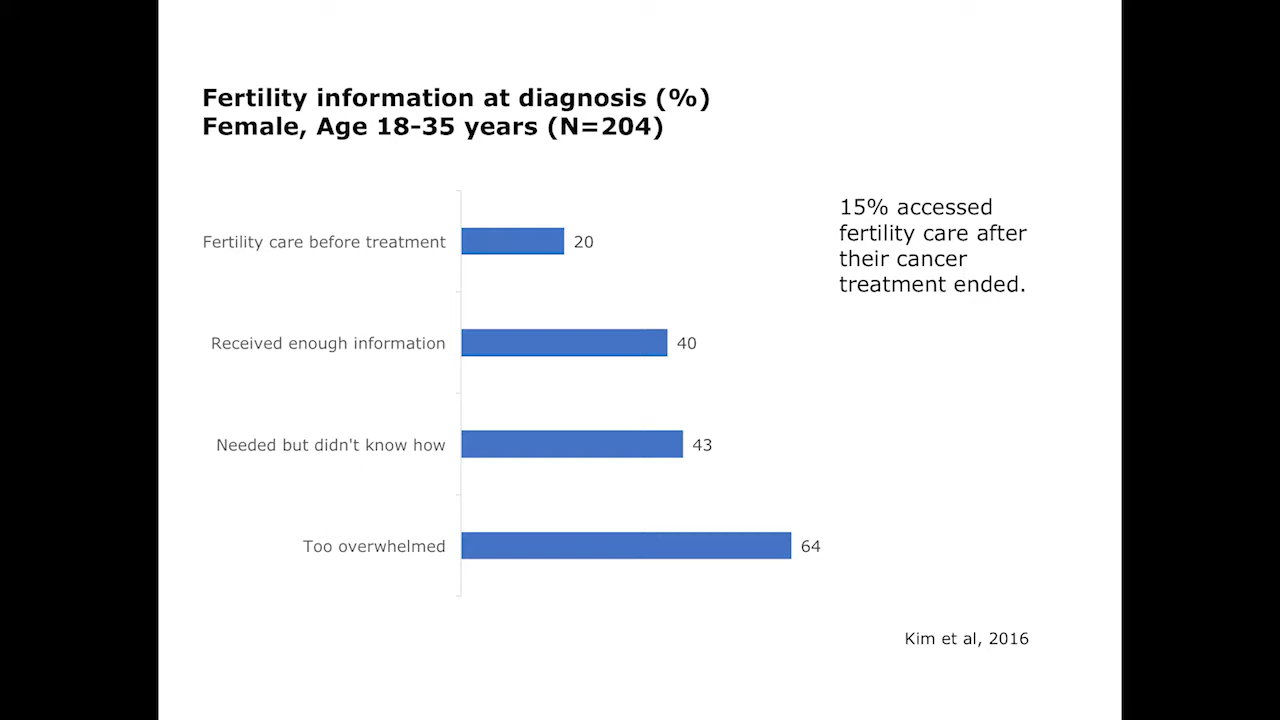 Fertility information at diagnosis (%)
Female, Age 18-35 years (N=204)
Fertility care before treatment 20
Received enough information 40
Needed but didn't know how 43
Too overwhelmed 64
15% accessed
fertility care after
their cancer
treatment ended.
Kim et al, 2016